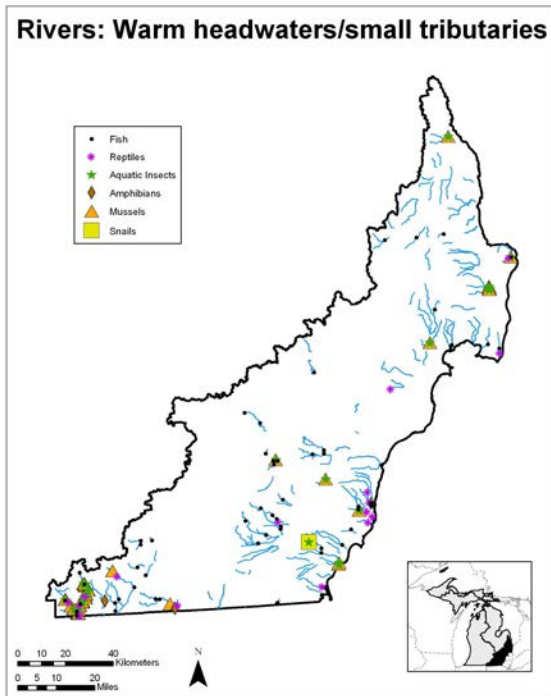 Rivers: Warm headwaters/small tributaries
Fish
Reptiles
Aquatic Insects
Amphibians
Mussels
Snails
0 10 20 40
Kilometers
0 5 10 20
Miles
N